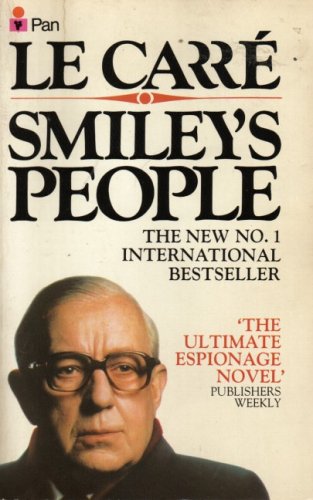 Pan
LE CARRÉ
SMILEY'S
PEOPLE
THE NEW NO. 1
INTERNATIONAL
BESTSELLER
'THE
ULTIMATE
ESPIONAGE
NOVEL'
PUBLISHERS
WEEKLY